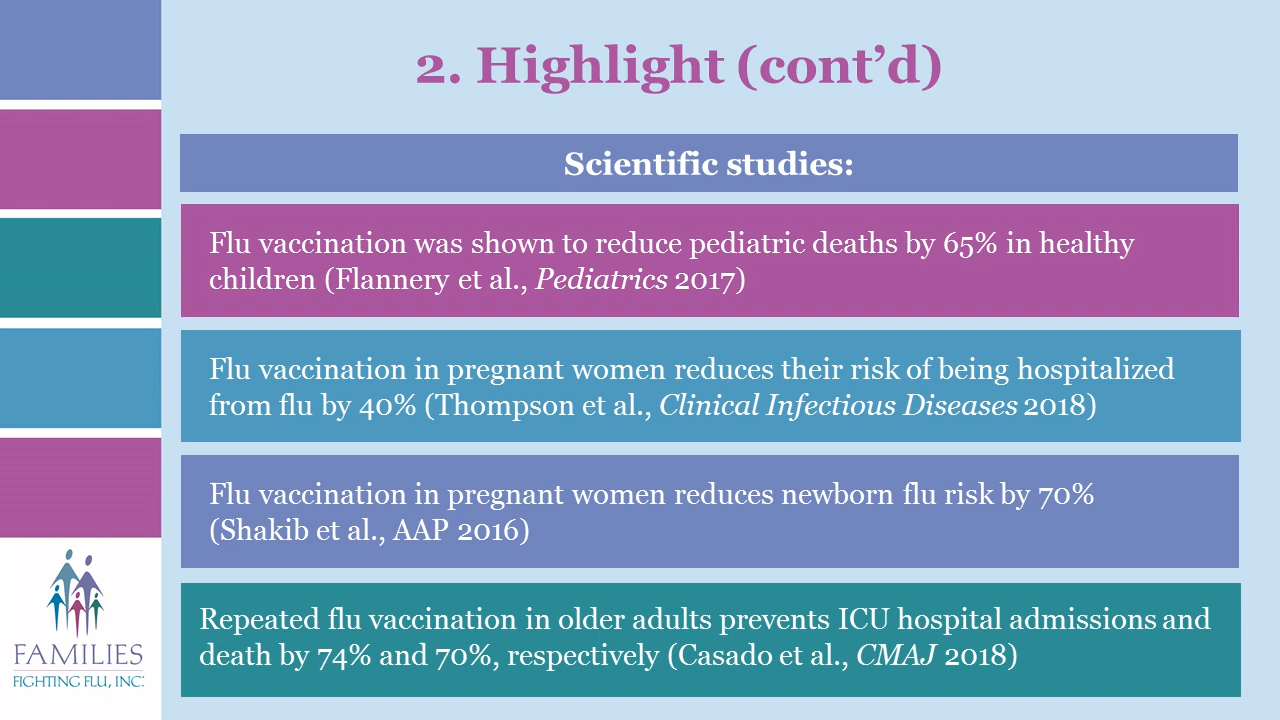 2. Highlight (cont’d)
Scientific studies:
Flu vaccination was shown to reduce pediatric deaths by 65% in healthy
children (Flannery et al., Pediatrics 2017)
Flu vaccination in pregnant women reduces their risk of being hospitalized
from flu by 40% (Thompson et al., Clinical Infectious Diseases 2018)
Flu vaccination in pregnant women reduces newborn flu risk by 70%
(Shakib et al., AAP 2016)
Repeated flu vaccination in older adults prevents ICU hospital admissions and
death by 74% and 70%, respectively (Casado et al., CMAJ 2018)
FAMILIES
FIGHTING FLU, INC.